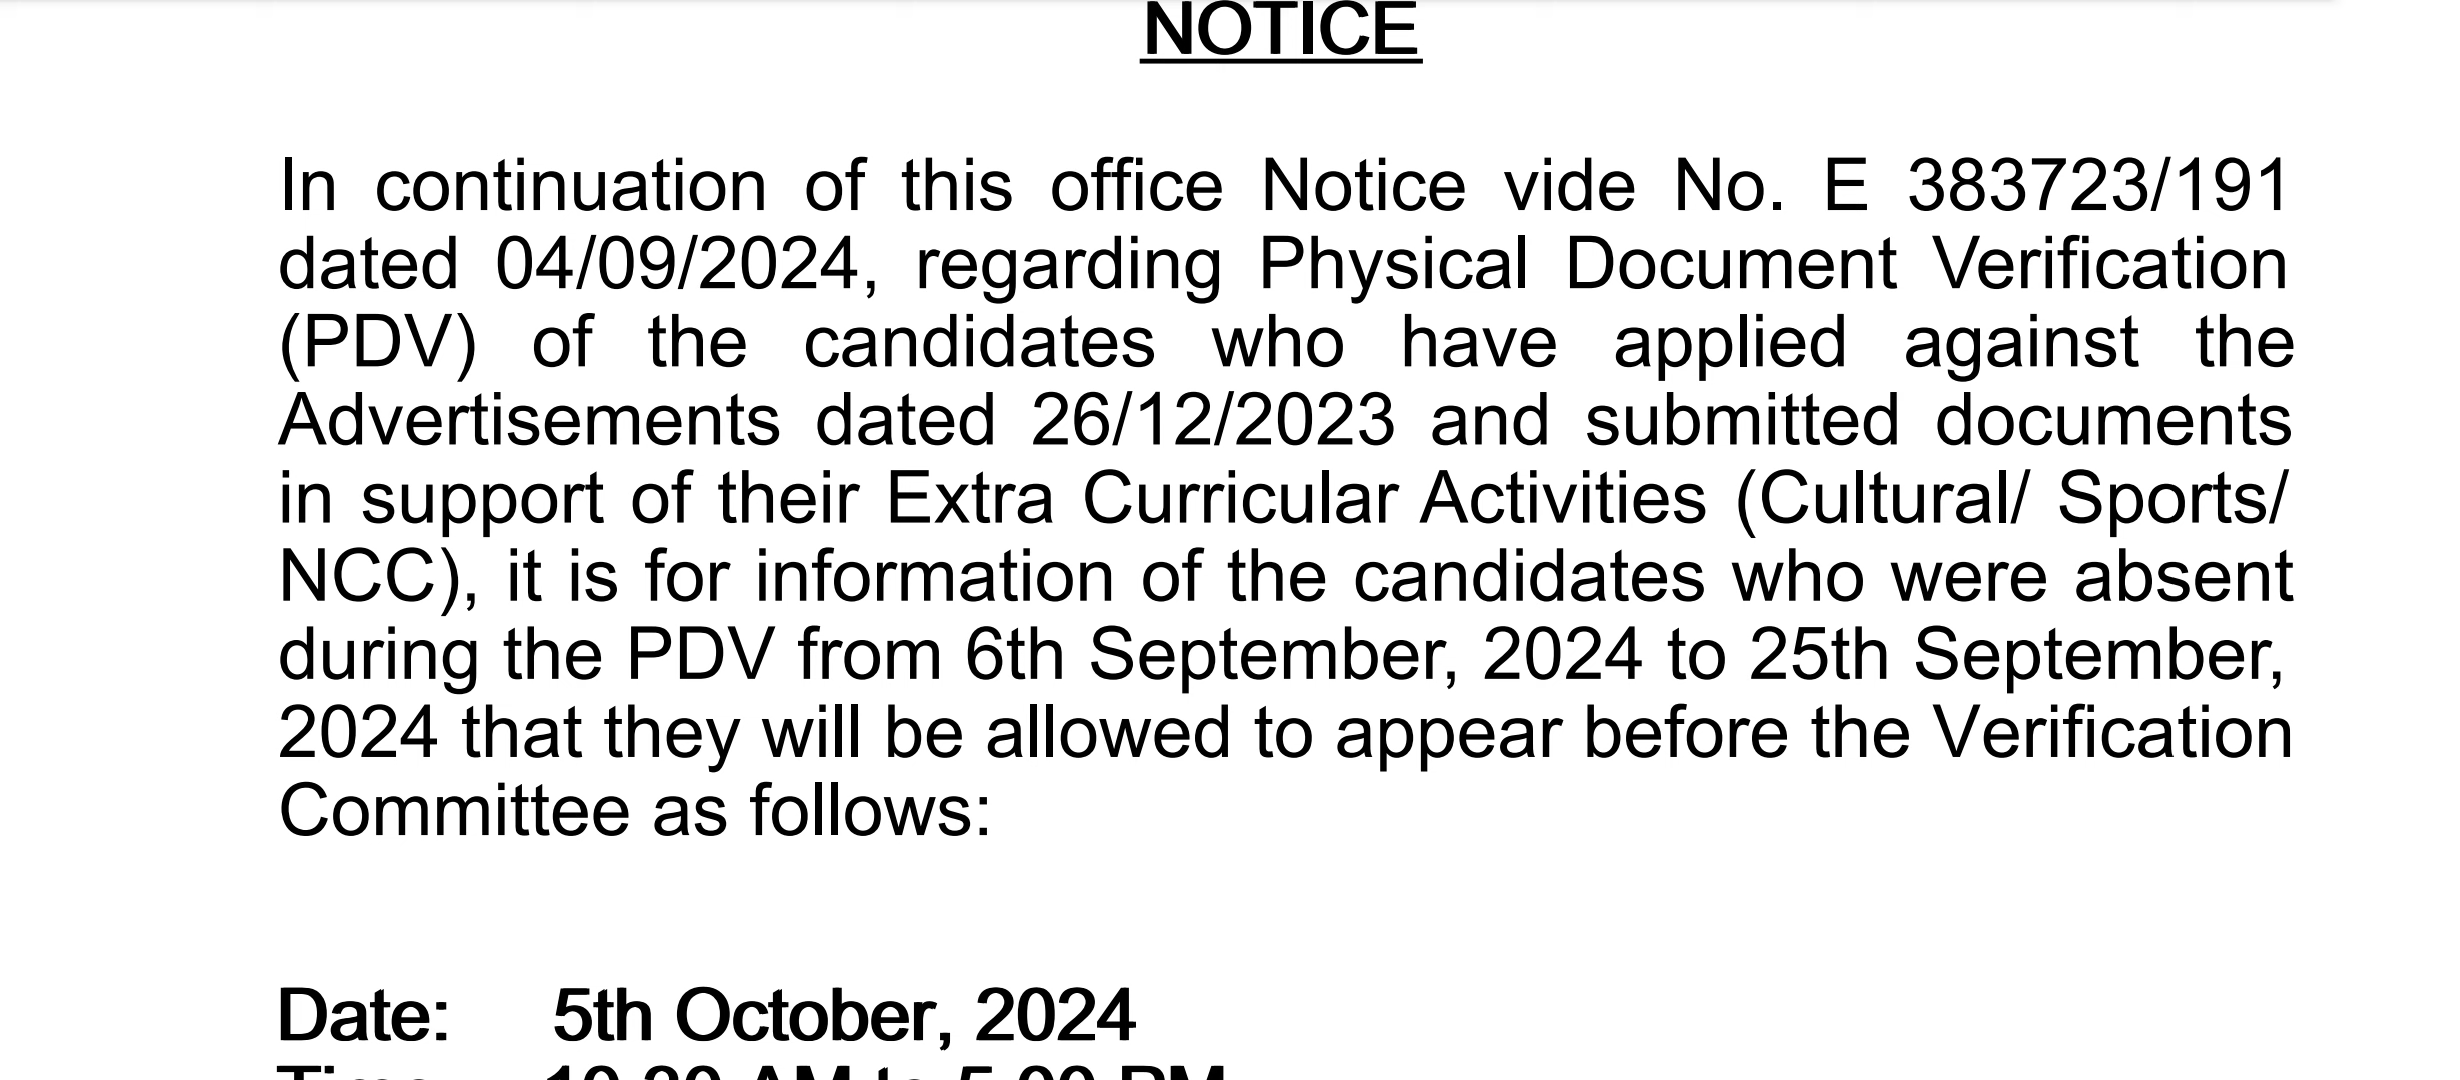 NOTICE
In continuation of this office Notice vide No. E 383723/191
dated 04/09/2024, regarding Physical Document Verification
(PDV) of the candidates who have applied against the
Advertisements dated 26/12/2023 and submitted documents
in support of their Extra Curricular Activities (Cultural/ Sports/
NCC), it is for information of the candidates who were absent
during the PDV from 6th September, 2024 to 25th September,
2024 that they will be allowed to appear before the Verification
Committee as follows:
Date: 5th October, 2024